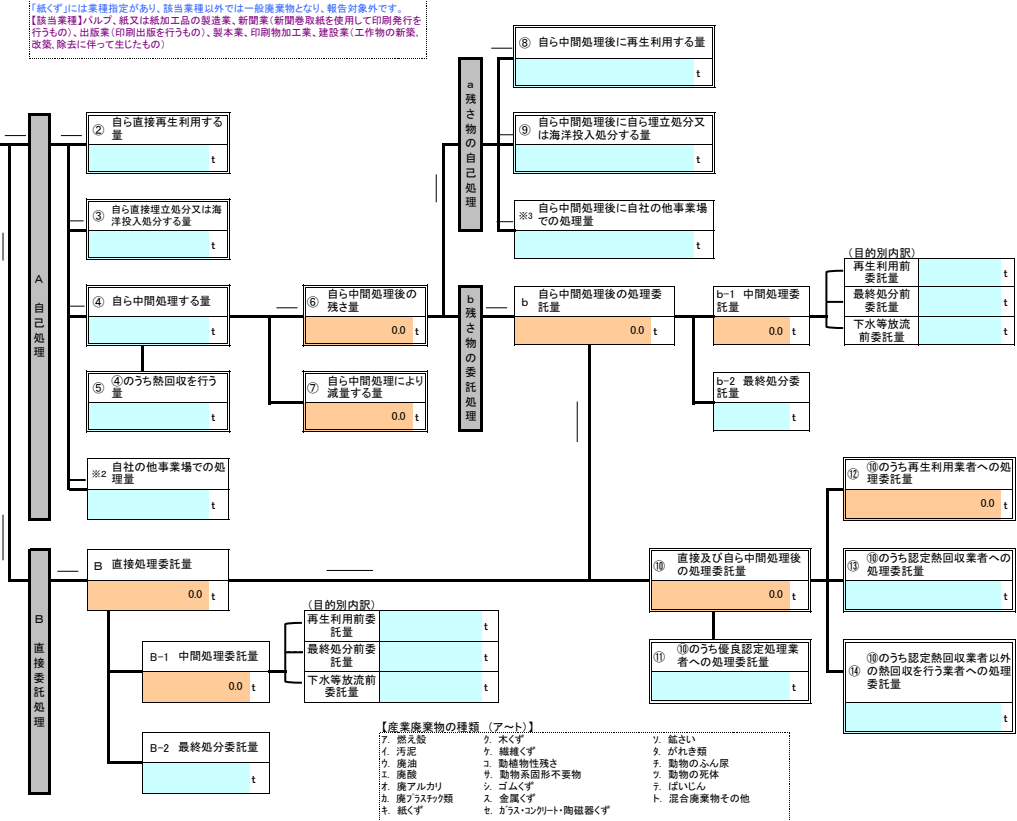 「紙くず」には業種指定があり、該当業種以外では一般廃棄物となり、報告対象外です。
【該当業種】パルプ、紙又は紙加工品の製造業、新聞業（新聞巻取紙を使用して印刷発行を
行うもの）、出版業（印刷出版を行うもの）、製本業、印刷物加工業、建設業（工作物の新築、
改築、除去に伴って生じたもの）
⑧ 自ら中間処理後に再生利用する量
t
a 残さ物の自己処理
② 自ら直接再生利用する
量
t
⑨ 自ら中間処理後に自ら埋立処分又
は海洋投入処分する量
t
③ 自ら直接埋立処分又は海
洋投入処分する量
t
※3 自ら中間処理後に自社の他事業場
での処理量
t
A 自己処理
④ 自ら中間処理する量
t
⑥ 自ら中間処理後の
残さ量
0.0 t
b 残さ物の委託処理
b 自ら中間処理後の処理委
託量
0.0 t
b-1 中間処理委
託量
0.0 t
（目的別内訳）
再生利用前
委託量
t
最終処分前
委託量
t
下水等放流
前委託量
t
⑤ ④のうち熱回収を行う
量
t
⑦ 自ら中間処理により
減量する量
0.0 t
b-2 最終処分委
託量
t
※2 自社の他事業場での処
理量
t
⑫ ⑩のうち再生利用業者への処
理委託量
0.0 t
B 直接委託処理
B 直接処理委託量
0.0 t
⑩ 直接及び自ら中間処理後
の処理委託量
0.0 t
⑬ ⑩のうち認定熱回収業者への
処理委託量
t
B-1 中間処理委託量
0.0 t
（目的別内訳）
再生利用前委
託量
t
最終処分前委
託量
t
下水等放流前
委託量
t
⑪ ⑩のうち優良認定処理業
者への処理委託量
t
⑭ ⑩のうち認定熱回収業者以外
の熱回収を行う業者への処理
委託量
t
B-2 最終処分委託量
t
【産業廃棄物の種類 （ア～ト）】
ア. 燃え殻 ク. 木くず ソ. 鉱さい
イ. 汚泥 ケ. 繊維くず タ. がれき類
ウ. 廃油 コ. 動植物性残さ チ. 動物のふん尿
エ. 廃酸 サ. 動物系固形不要物 ツ. 動物の死体
オ. 廃アルカリ シ. ゴムくず テ. ばいじん
カ. 廃プラスチック類 ス. 金属くず ト. 混合廃棄物その他
キ. 紙くず セ. ガラス・コンクリート・陶磁器くず